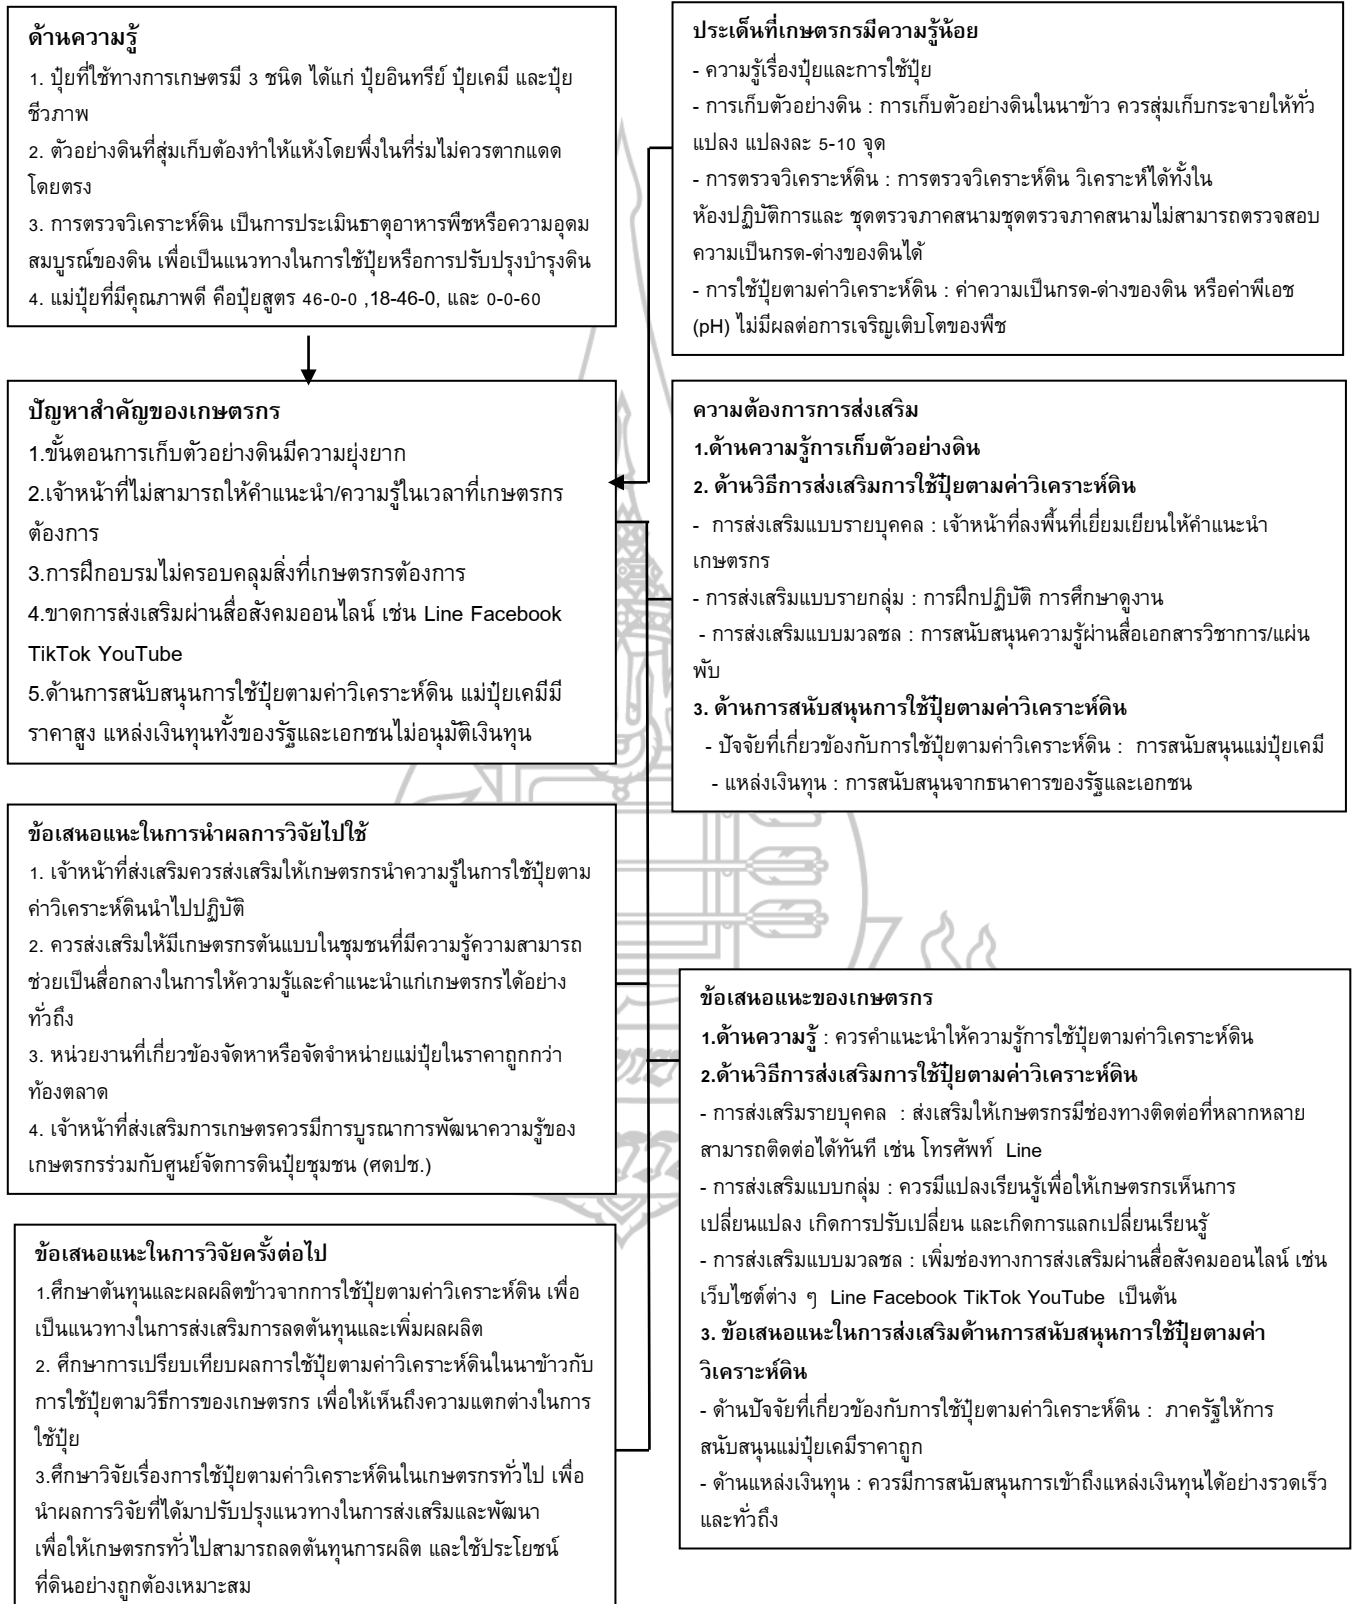 ด้านความรู้
1. ปุ๋ยที่ใช้ทางการเกษตรมี 3 ชนิด ได้แก่ ปุ๋ยอินทรีย์ ปุ๋ยเคมี และปุ๋ย
ชีวภาพ
2. ตัวอย่างดินที่สุ่มเก็บต้องทำให้แห้งโดยพึ่งในที่ร่มไม่ควรตากแดด
โดยตรง
3. การตรวจวิเคราะห์ดิน เป็นการประเมินธาตุอาหารพืชหรือความอุดม
สมบูรณ์ของดิน เพื่อเป็นแนวทางในการใช้ปุ๋ยหรือการปรับปรุงบำรุงดิน
4. แม่ปุ๋ยที่มีคุณภาพดี คือปุ๋ยสูตร 46-0-0 ,18-46-0, และ 0-0-60
ประเด็นที่เกษตรกรมีความรู้น้อย
- ความรู้เรื่องปุ๋ยและการใช้ปุ๋ย
- การเก็บตัวอย่างดิน : การเก็บตัวอย่างดินในนาข้าว ควรสุ่มเก็บกระจายให้ทั่ว
แปลง แปลงละ 5-10 จุด
- การตรวจวิเคราะห์ดิน : การตรวจวิเคราะห์ดิน วิเคราะห์ได้ทั้งใน
ห้องปฏิบัติการและ ชุดตรวจภาคสนามชุดตรวจภาคสนามไม่สามารถตรวจสอบ
ความเป็นกรด-ด่างของดินได้
- การใช้ปุ๋ยตามค่าวิเคราะห์ดิน : ค่าความเป็นกรด-ด่างของดิน หรือค่าพีเอช
(pH) ไม่มีผลต่อการเจริญเติบโตของพืช
ปัญหาสำคัญของเกษตรกร
1.ขั้นตอนการเก็บตัวอย่างดินมีความยุ่งยาก
2.เจ้าหน้าที่ไม่สามารถให้คำแนะนำ/ความรู้ในเวลาที่เกษตรกร
ต้องการ
3.การฝึกอบรมไม่ครอบคลุมสิ่งที่เกษตรกรต้องการ
4.ขาดการส่งเสริมผ่านสื่อสังคมออนไลน์ เช่น Line Facebook
TikTok YouTube
5.ด้านการสนับสนุนการใช้ปุ๋ยตามค่าวิเคราะห์ดิน แม่ปุ๋ยเคมีมี
ราคาสูง แหล่งเงินทุนทั้งของรัฐและเอกชนไม่อนุมัติเงินทุน
ความต้องการการส่งเสริม
1.ด้านความรู้การเก็บตัวอย่างดิน
2. ด้านวิธีการส่งเสริมการใช้ปุ๋ยตามค่าวิเคราะห์ดิน
- การส่งเสริมแบบรายบุคคล : เจ้าหน้าที่ลงพื้นที่เยี่ยมเยียนให้คำแนะนำ
เกษตรกร
- การส่งเสริมแบบรายกลุ่ม : การฝึกปฏิบัติ การศึกษาดูงาน
- การส่งเสริมแบบมวลชล : การสนับสนุนความรู้ผ่านสื่อเอกสารวิชาการ/แผ่น
พับ
3. ด้านการสนับสนุนการใช้ปุ๋ยตามค่าวิเคราะห์ดิน
- ปัจจัยที่เกี่ยวข้องกับการใช้ปุ๋ยตามค่าวิเคราะห์ดิน : การสนับสนุนแม่ปุ๋ยเคมี
- แหล่งเงินทุน : การสนับสนุนจากธนาคารของรัฐและเอกชน
ข้อเสนอแนะในการนำผลการวิจัยไปใช้
1. เจ้าหน้าที่ส่งเสริมควรส่งเสริมให้เกษตรกรนำความรู้ในการใช้ปุ๋ยตาม
ค่าวิเคราะห์ดินนำไปปฏิบัติ
2. ควรส่งเสริมให้มีเกษตรกรต้นแบบในชุมชนที่มีความรู้ความสามารถ
ช่วยเป็นสื่อกลางในการให้ความรู้และคำแนะนำแก่เกษตรกรได้อย่าง
ทั่วถึง
3. หน่วยงานที่เกี่ยวข้องจัดหาหรือจัดจำหน่ายแม่ปุ๋ยในราคาถูกกว่า
ท้องตลาด
4. เจ้าหน้าที่ส่งเสริมการเกษตรควรมีการบูรณาการพัฒนาความรู้ของ
เกษตรกรร่วมกับศูนย์จัดการดินปุ๋ยชุมชน (ศดปช.)
ข้อเสนอแนะของเกษตรกร
1.ด้านความรู้ : ควรคำแนะนำให้ความรู้การใช้ปุ๋ยตามค่าวิเคราะห์ดิน
2.ด้านวิธีการส่งเสริมการใช้ปุ๋ยตามค่าวิเคราะห์ดิน
- การส่งเสริมรายบุคคล : ส่งเสริมให้เกษตรกรมีช่องทางติดต่อที่หลากหลาย
สามารถติดต่อได้ทันที เช่น โทรศัพท์ Line
- การส่งเสริมแบบกลุ่ม : ควรมีแปลงเรียนรู้เพื่อให้เกษตรกรเห็นการ
เปลี่ยนแปลง เกิดการปรับเปลี่ยน และเกิดการแลกเปลี่ยนเรียนรู้
- การส่งเสริมแบบมวลชล : เพิ่มช่องทางการส่งเสริมผ่านสื่อสังคมออนไลน์ เช่น
เว็บไซต์ต่าง ๆ Line Facebook TikTok YouTube เป็นต้น
3. ข้อเสนอแนะในการส่งเสริมด้านการสนับสนุนการใช้ปุ๋ยตามค่า
วิเคราะห์ดิน
- ด้านปัจจัยที่เกี่ยวข้องกับการใช้ปุ๋ยตามค่าวิเคราะห์ดิน : ภาครัฐให้การ
สนับสนุนแม่ปุ๋ยเคมีราคาถูก
- ด้านแหล่งเงินทุน : ควรมีการสนับสนุนการเข้าถึงแหล่งเงินทุนได้อย่างรวดเร็ว
และทั่วถึง
ข้อเสนอแนะในการวิจัยครั้งต่อไป
1.ศึกษาต้นทุนและผลผลิตข้าวจากการใช้ปุ๋ยตามค่าวิเคราะห์ดิน เพื่อ
เป็นแนวทางในการส่งเสริมการลดต้นทุนและเพิ่มผลผลิต
2. ศึกษาการเปรียบเทียบผลการใช้ปุ๋ยตามค่าวิเคราะห์ดินในนาข้าวกับ
การใช้ปุ๋ยตามวิธีการของเกษตรกร เพื่อให้เห็นถึงความแตกต่างในการ
ใช้ปุ๋ย
3.ศึกษาวิจัยเรื่องการใช้ปุ๋ยตามค่าวิเคราะห์ดินในเกษตรกรทั่วไป เพื่อ
นำผลการวิจัยที่ได้มาปรับปรุงแนวทางในการส่งเสริมและพัฒนา
เพื่อให้เกษตรกรทั่วไปสามารถลดต้นทุนการผลิต และใช้ประโยชน์
ที่ดินอย่างถูกต้องเหมาะสม